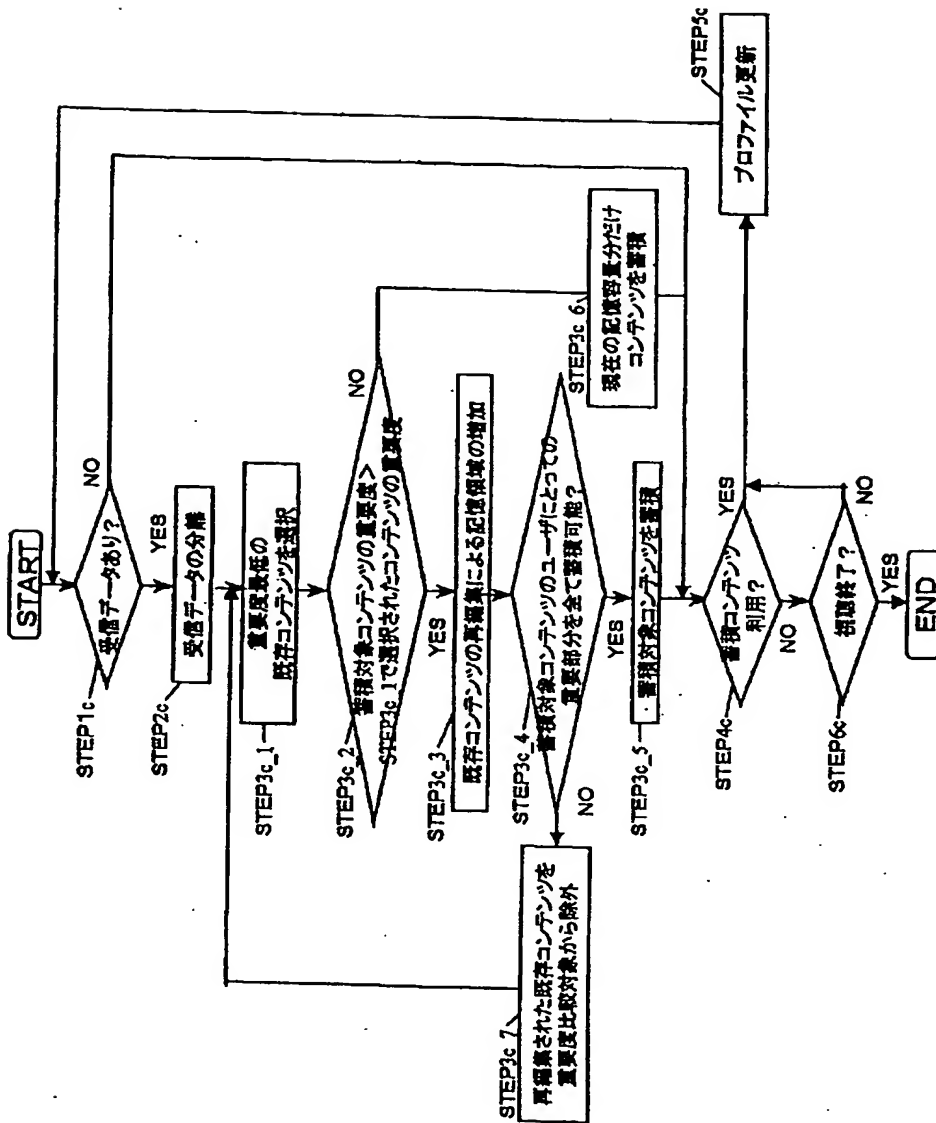 START
STEP1c
受信データあり?
NO
YES
STEP2c
受信データの分離
STEP3c_1
重要度最低の
既存コンテンツを選択
STEP3c_2
蓄積対象コンテンツの重要度>
STEP3c_1で選択されたコンテンツの重要度
NO
YES
STEP3c_3
既存コンテンツの再編集による記憶領域の増加
STEP3c_4
蓄積対象コンテンツのユーザにとっての
重要部分を全て蓄積可能?
NO
YES
STEP3c_7
再編集された既存コンテンツを
重要度比較対象から除外
STEP3c_5
蓄積対象コンテンツを蓄積
STEP3c_6
現在の記憶容量分だけ
コンテンツを蓄積
STEP4c
蓄積コンテンツ
利用?
YES
NO
STEP5c
プロファイル更新
STEP6c
視聴終了?
NO
YES
END